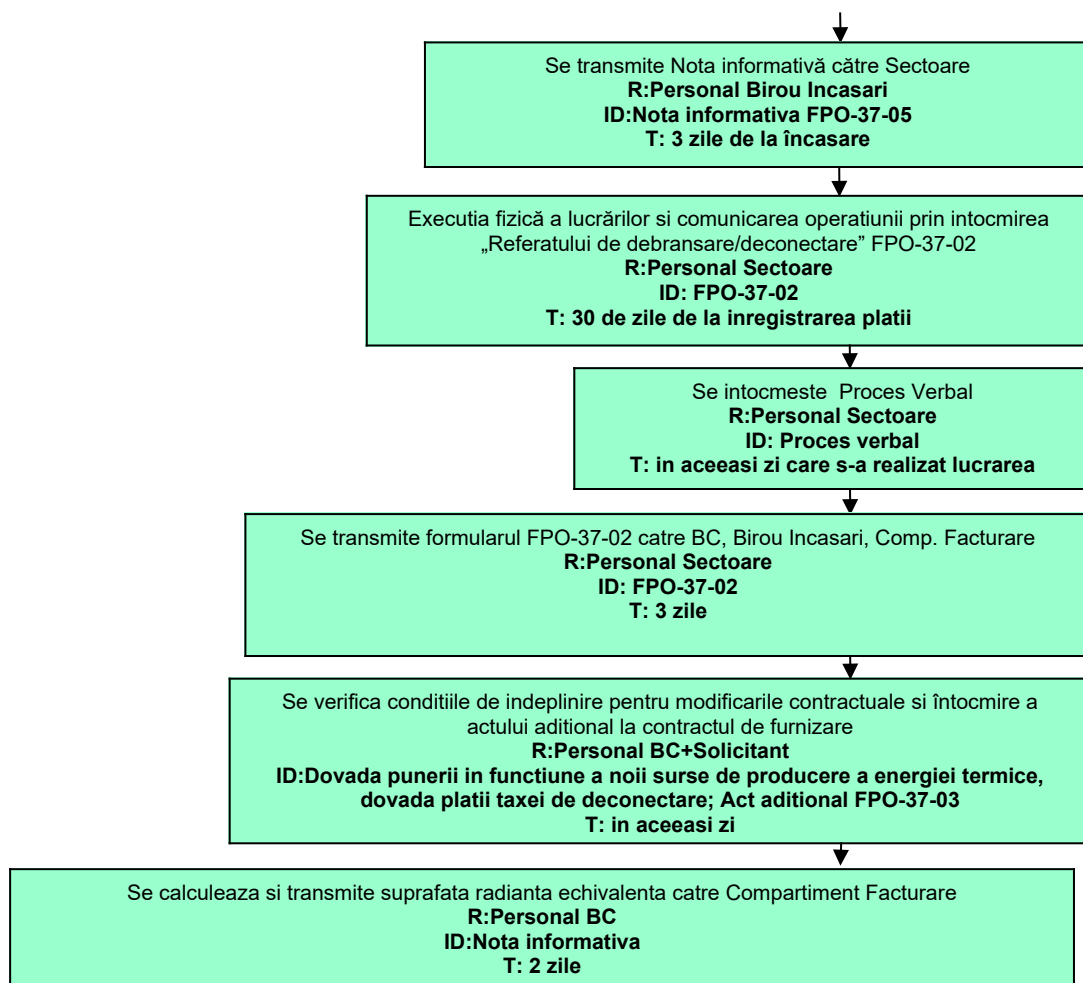 Se transmite Nota informativă către Sectoare
R:Personal Birou Incasari
ID:Nota informativa FPO-37-05
T: 3 zile de la încasare
Executia fizică a lucrărilor si comunicarea operatiunii prin intocmirea
„Referatului de debransare/deconectare” FPO-37-02
R:Personal Sectoare
ID: FPO-37-02
T: 30 de zile de la inregistrarea platii
Se intocmeste Proces Verbal
R:Personal Sectoare
ID: Proces verbal
T: in aceeasi zi care s-a realizat lucrarea
Se transmite formularul FPO-37-02 catre BC, Birou Incasari, Comp. Facturare
R:Personal Sectoare
ID: FPO-37-02
T: 3 zile
Se verifica conditiile de indeplinire pentru modificarile contractuale si întocmire a
actului aditional la contractul de furnizare
R:Personal BC+Solicitant
ID:Dovada punerii in functiune a noii surse de producere a energiei termice,
dovada platii taxei de deconectare; Act aditional FPO-37-03
T: in aceeasi zi
Se calculeaza si transmite suprafata radianta echivalenta catre Compartiment Facturare
R:Personal BC
ID:Nota informativa
T: 2 zile